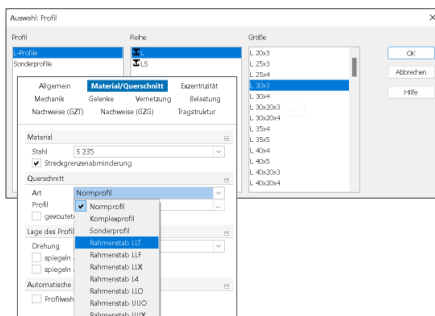 Auswahl: Profil
Profil
Reihe
Größe
L-Profile
Sonderprofile
L
LS
L 20x3
L 25x3
L 25x4
L 30x3
L 30x4
L 30x20x3
L 30x20x4
L 35x4
L 35x5
L 40x4
L 40x5
L 40x20x3
L 40x20x4
OK
Abbrechen
Hilfe
Allgemein Material/Querschnitt Exzentrizität
Mechanik Gelenke Vernetzung Belastung
Nachweise (GZT) Nachweise (GZG) Tragstruktur
Material
Stahl S 235
Streckgrenzenabminderung
Querschnitt
Art Normprofil
Profil
gevoutet
Normprofil
Komplexprofil
Sonderprofil
Rahmenstab LLT
Rahmenstab LLF
Rahmenstab LLX
Rahmenstab L4
Rahmenstab LLO
Rahmenstab UUO
Rahmenstab UUX
Lage des Profil
Drehung
spiegeln
spiegeln
Automatische
Profilwah